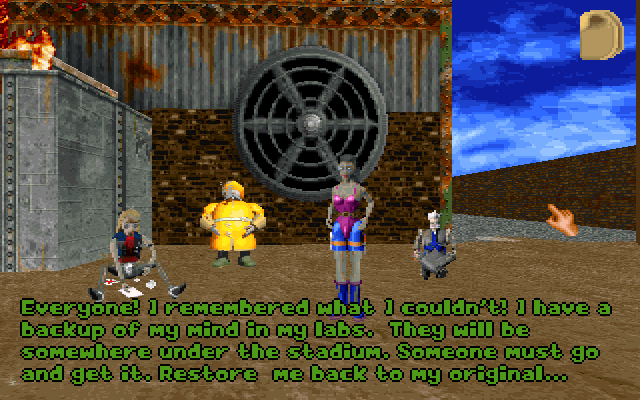 Everyone! I remembered what I couldn't! I have a
backup of my mind in my labs.  They will be
somewhere under the stadium. Someone must go
and get it. Restore  me back to my original...